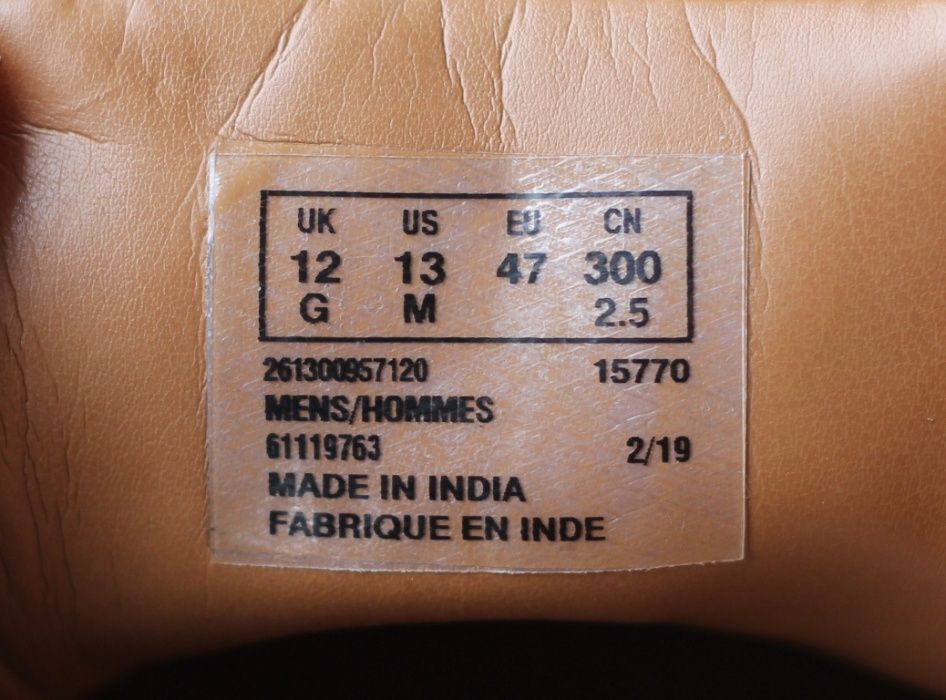 UK US EU CN
12 13 47 300
G M 2.5
261300957120 15770
MENS/HOMMES
61119763 2/19
MADE IN INDIA
FABRIQUE EN INDE